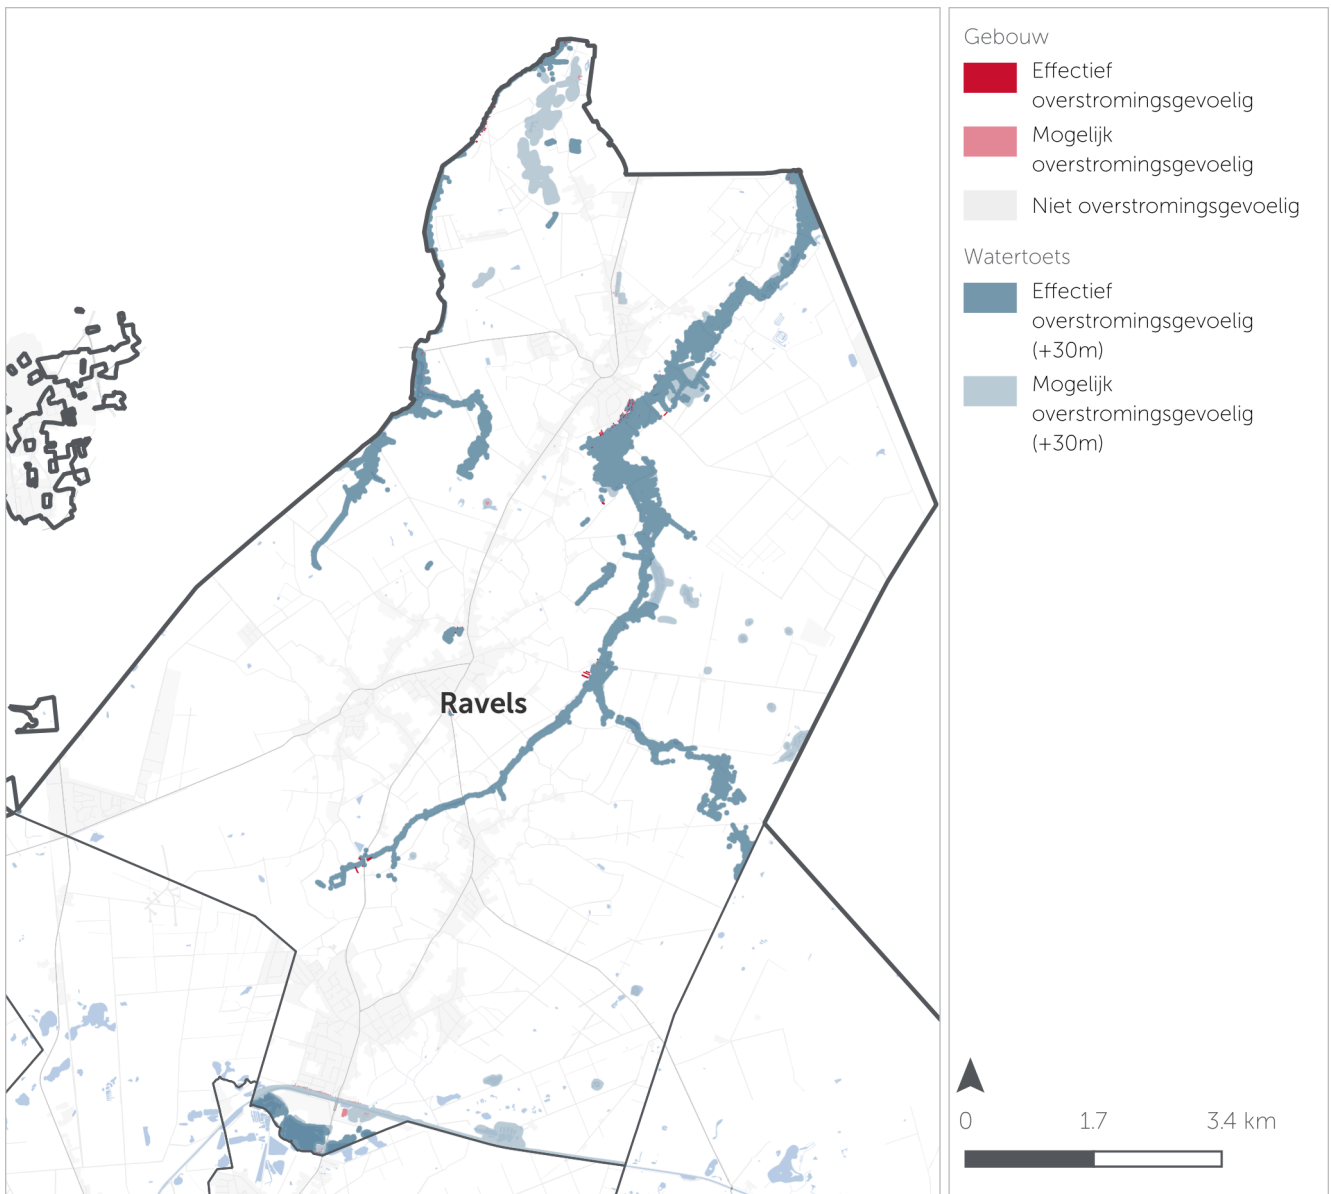 Ravels
Gebouw
Effectief
overstromingsgevoelig
Mogelijk
overstromingsgevoelig
Niet overstromingsgevoelig
Watertoets
Effectief
overstromingsgevoelig
(+30m)
Mogelijk
overstromingsgevoelig
(+30m)
0 1.7 3.4 km